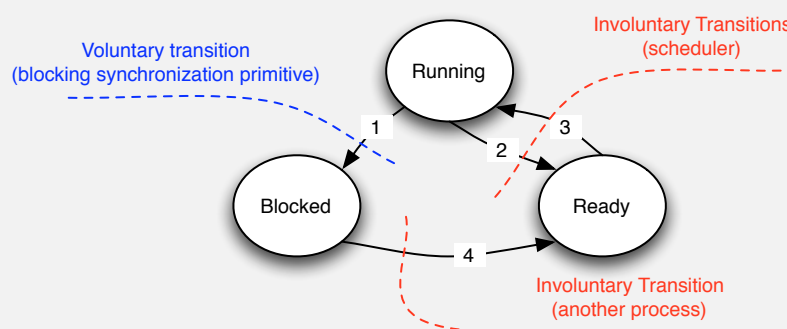 Involuntary Transitions
(scheduler)
Voluntary transition
(blocking synchronization primitive)
Running
1
2
3
Blocked
Ready
4
Involuntary Transition
(another process)